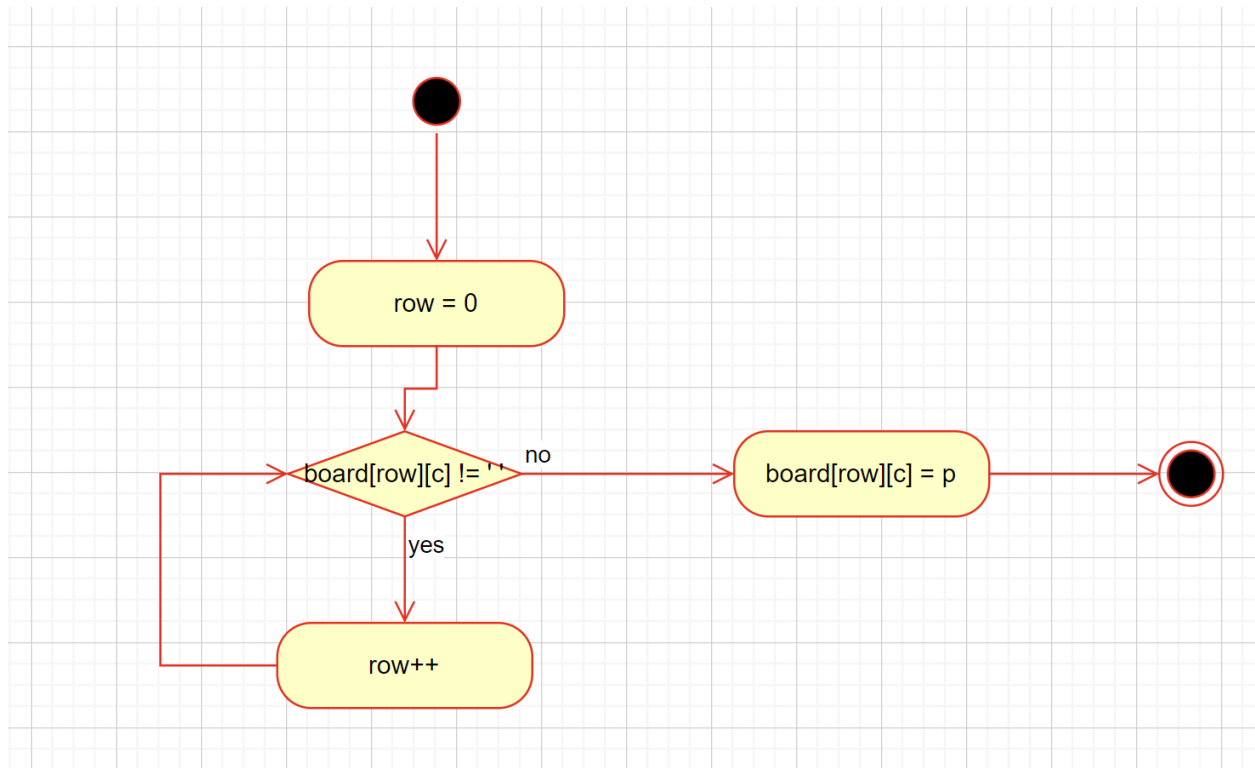 row = 0
board[row][c] != ' '
no
board[row][c] = p
yes
row++